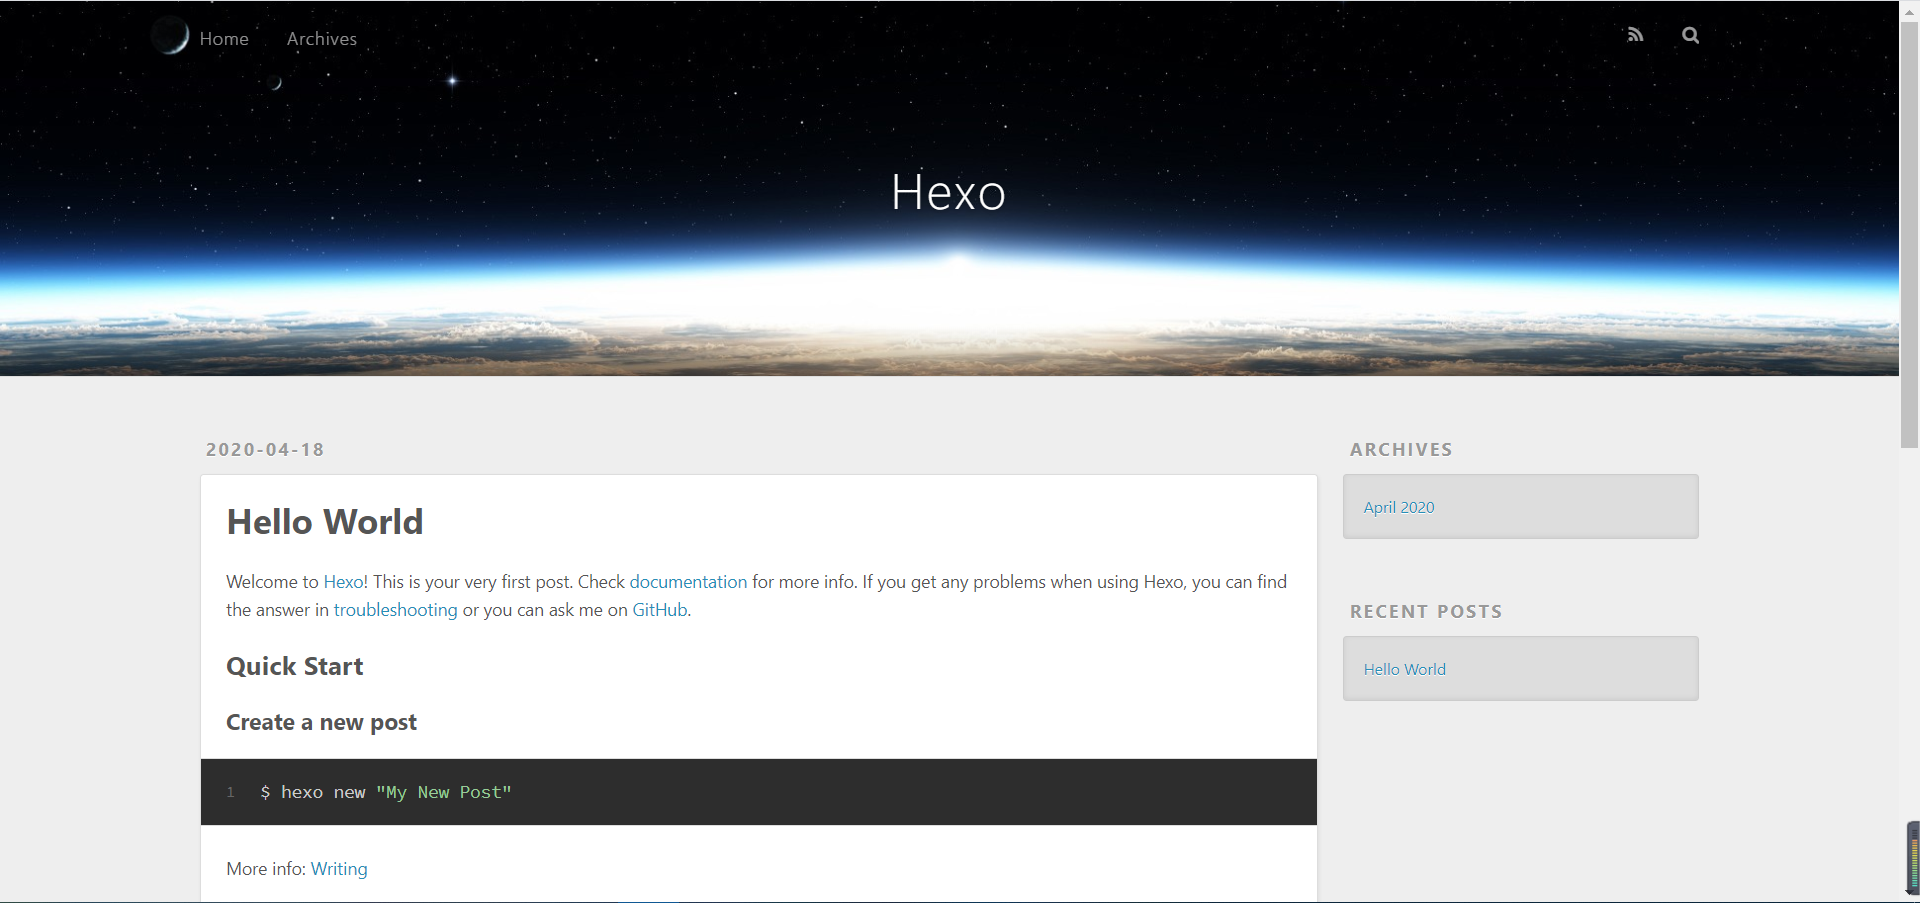 Home Archives
Hexo
2020-04-18
Hello World
Welcome to Hexo! This is your very first post. Check documentation for more info. If you get any problems when using Hexo, you can find
the answer in troubleshooting or you can ask me on GitHub.
Quick Start
Create a new post
1 $ hexo new "My New Post"
More info: Writing
ARCHIVES
April 2020
RECENT POSTS
Hello World